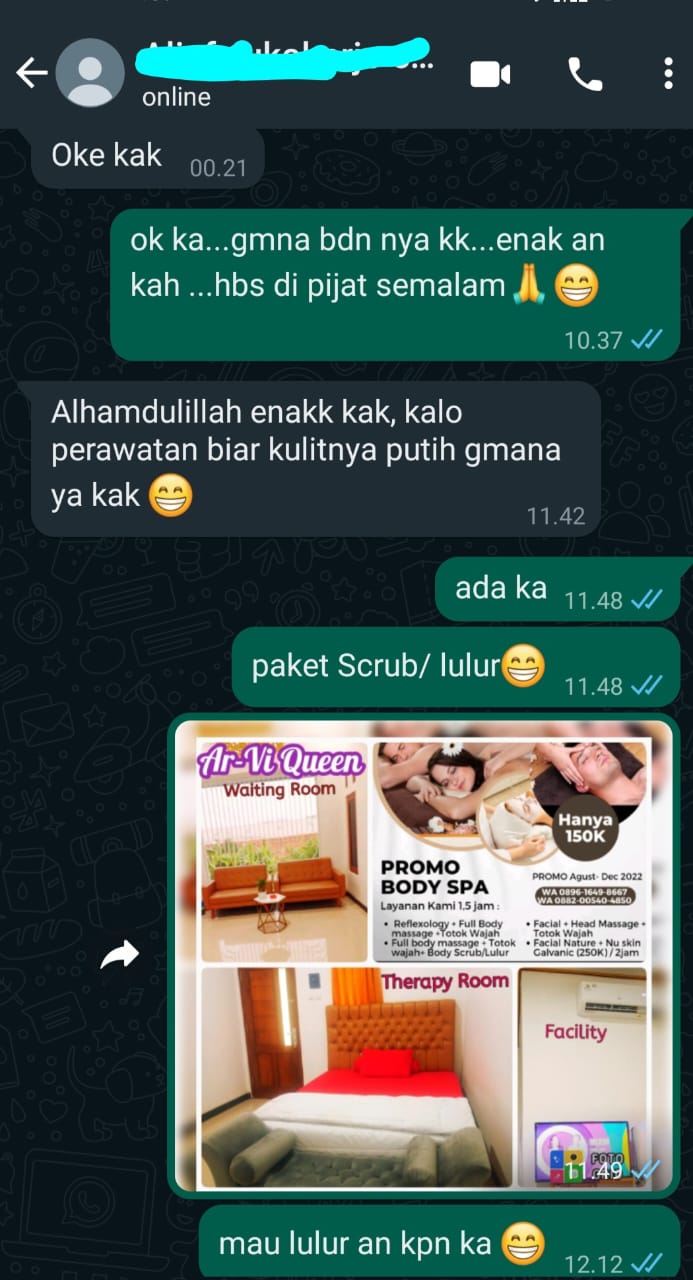 online
Oke kak
00.21
ok ka...gmna bdn nya kk...enak an
kah ...hbs di pijat semalam🙏😁
10.37
Alhamdulillah enakk kak, kalo
perawatan biar kulitnya putih gmana
ya kak 😁
11.42
ada ka
11.48
paket Scrub/ lulur😁
11.48
Ar-Vi Queen
Waiting Room
Hanya
150K
PROMO
BODY SPA
Layanan Kami 1,5 jam :
• Reflexology + Full Body
massage +Totok Wajah
• Full body massage + Totok
wajah+ Body Scrub/Lulur
PROMO Agust- Dec 2022
WA 0896-1649-8667
WA 0882-00540-4850
• Facial + Head Massage +
Totok Wajah
• Facial Nature + Nu skin
Galvanic (250K) / 2jam
Therapy Room
Facility
FOTO
11.49
mau lulur an kpn ka 😁
12.12